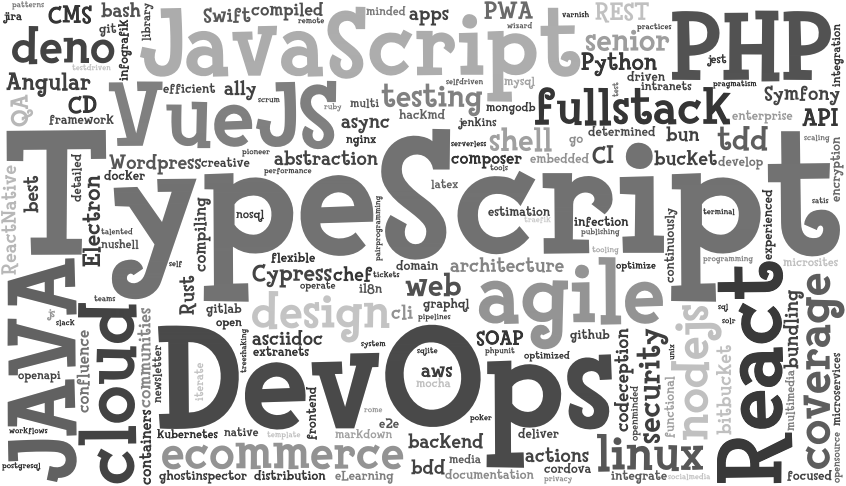 patterns
jira
CMS
bash
git
library
JavaScript
Swift
compiled
remote
minded
apps
PWA
wizard
varnish
REST
practices
PHP
integration
deno
testdriven
infografik
senior
Python
jest
Angular
selfdriven
mysql
driven
test
intranets
pragmatism
Symfony
QA
CD
framework
VueJS
efficient
ally
scrum
ruby
multi
testing
hackmd
mongodb
jenkins
fullstack
enterprise
API
async
nginx
serverless
shell
go
determined
bun
tdd
scaling
TypeScript
Wordpress
creative
pioneer
abstraction
performance
composer
tools
embedded
CI
bucket
develop
encryption
ReactNative
best
detailed
docker
latex
Electron
talented
nushell
compiling
nosql
pairprogramming
estimation
traefik
infection
publishing
tooling
continuously
terminal
programming
experienced
satis
microsites
self
flexible
Cypress
chef
tickets
operate
i18n
domain
architecture
optimize
web
graphql
pipelines
Rust
gitlab
open
design
cli
agile
github
JAVA
teams
slack
cloud
communities
newsletter
confluence
openapi
workflows
postgresql
containers
treeshaking
asciidoc
extranets
system
sqlite
SOAP
phpunit
optimized
DevOps
iterate
aws
mocha
rome
poker
frontend
e2e
markdown
Kubernetes
native
template
deliver
codeception
openminded
security
unix
functional
nodejs
bitbucket
sql
solr
React
bundling
multimedia
coverage
microservices
opensource
ecommerce
backend
bdd
media
documentation
actions
cordova
privacy
linux
integrate
socialmedia
focused
ghostinspector
distribution
eLearning